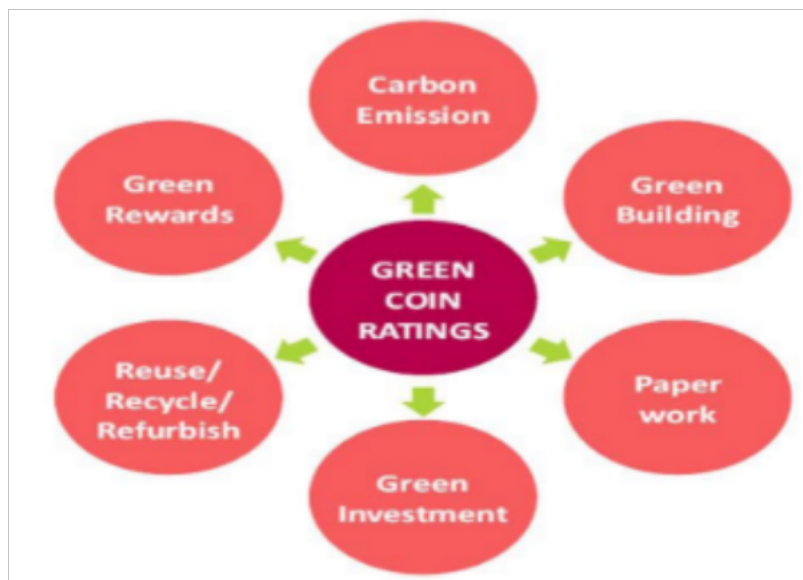 Carbon
Emission
Green
Building
Paper
work
Green
Investment
Reuse/
Recycle/
Refurbish
Green
Rewards
GREEN
COIN
RATINGS